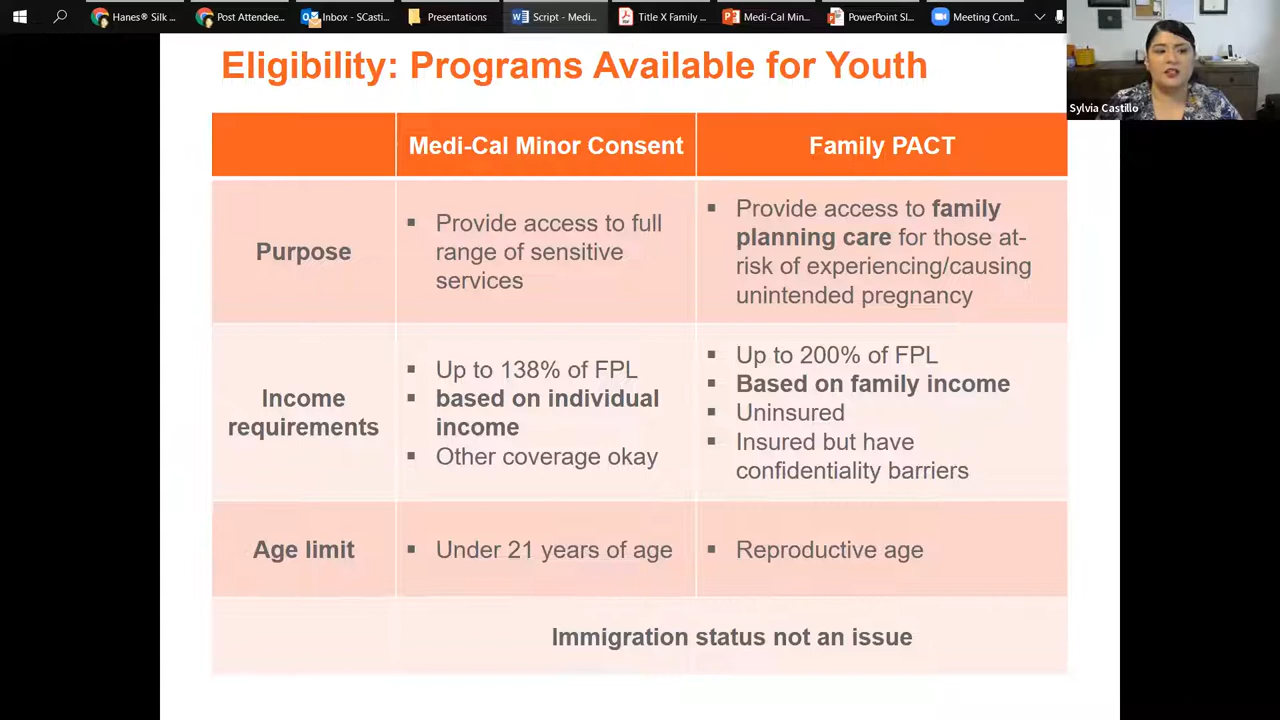 Hanes® Silk ...
Post Attendee...
Inbox - SCasti...
Presentations
Script - Medi...
Title X Family ...
Medi-Cal Min...
PowerPoint Sl...
Meeting Cont...
Sylvia Castillo
Eligibility: Programs Available for Youth
Medi-Cal Minor Consent
Family PACT
Purpose
▪ Provide access to full
range of sensitive
services
▪ Provide access to family
planning care for those at-
risk of experiencing/causing
unintended pregnancy
Income
requirements
▪ Up to 138% of FPL
▪ based on individual
income
▪ Other coverage okay
▪ Up to 200% of FPL
▪ Based on family income
▪ Uninsured
▪ Insured but have
confidentiality barriers
Age limit
▪ Under 21 years of age
▪ Reproductive age
Immigration status not an issue